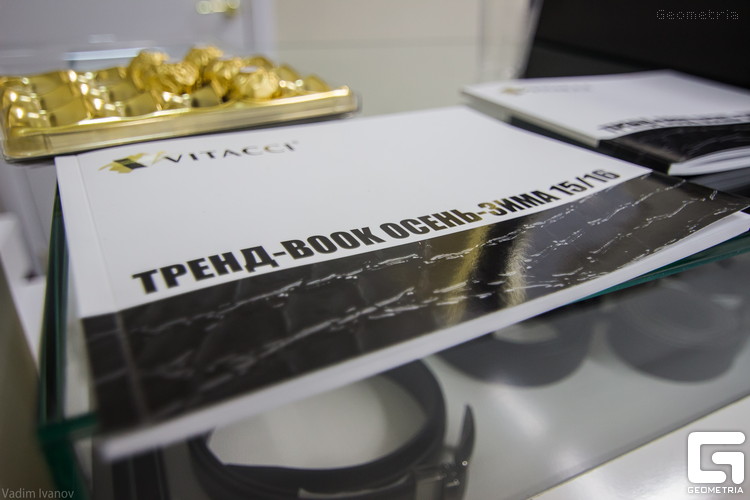 Geometria
VITACCI®
ТРЕНД-BOOK ОСЕНЬ-ЗИМА 15/16
Vadim Ivanov
GEOMETRIA